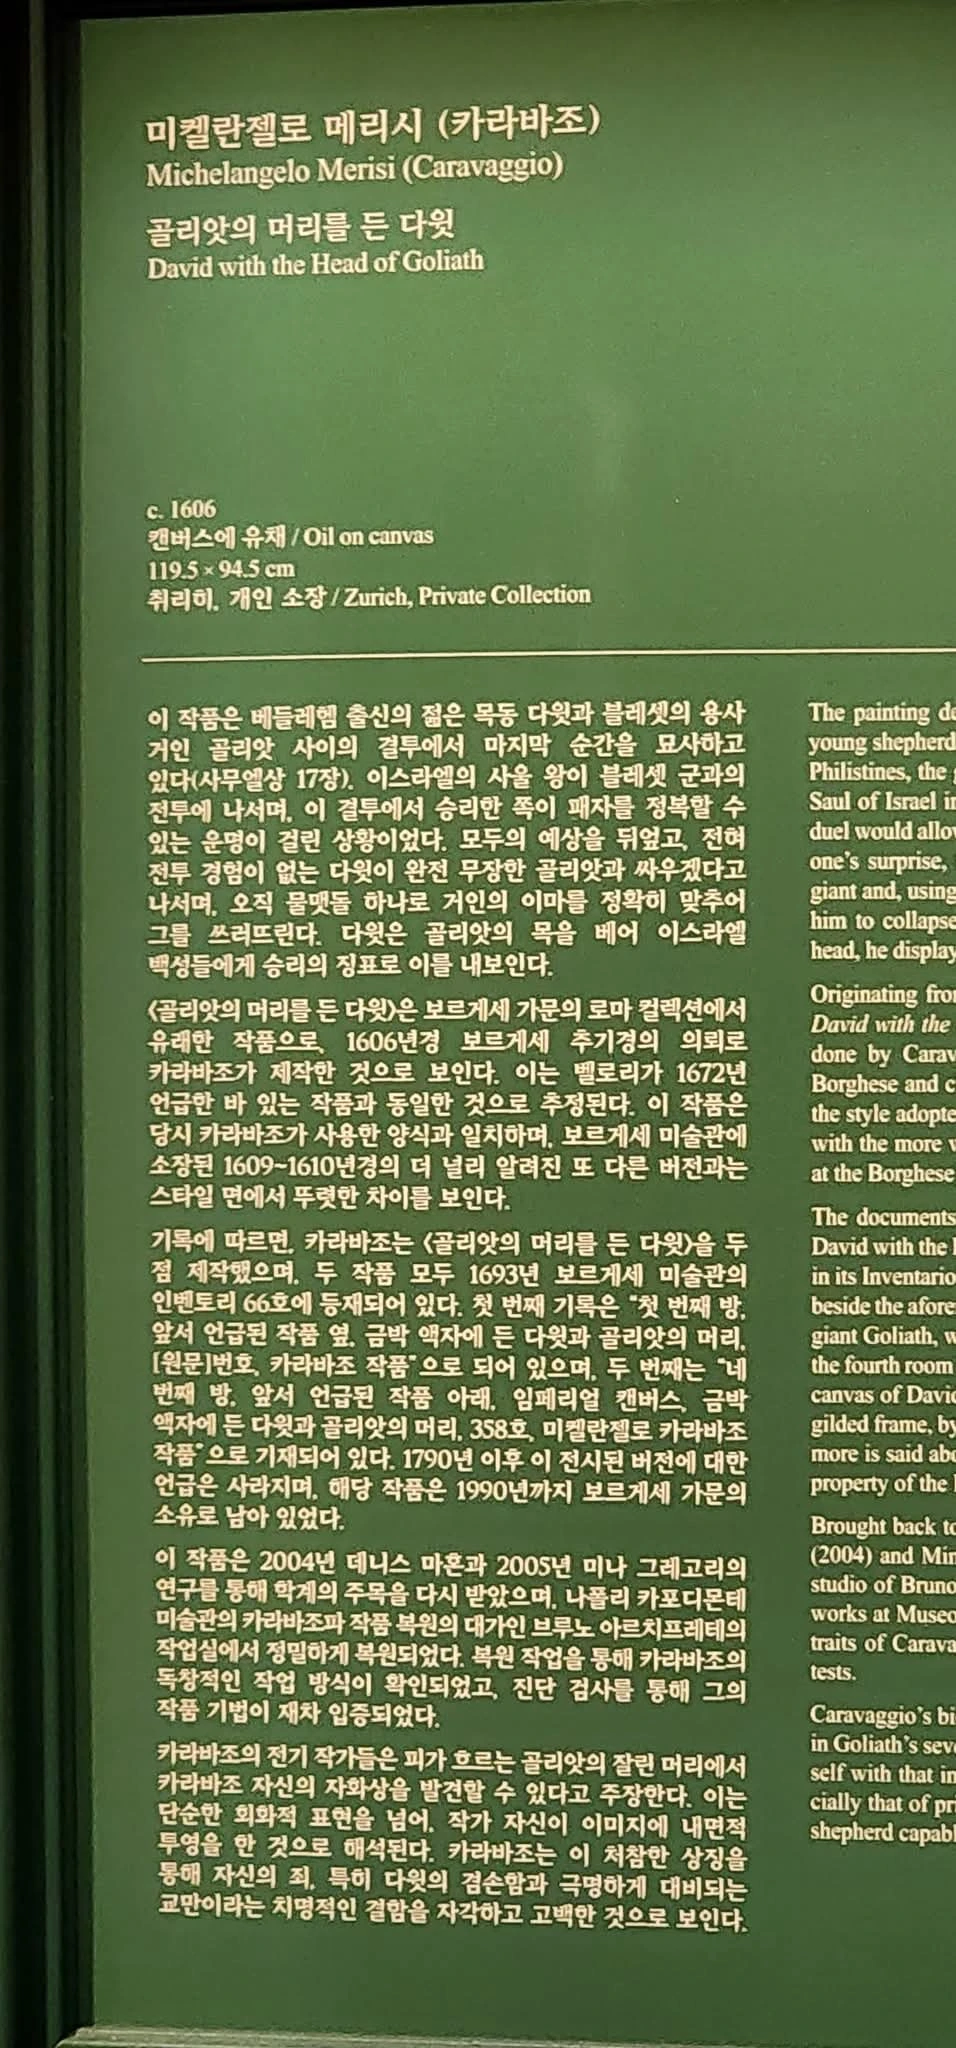 미켈란젤로 메리시 (카라바조)
Michelangelo Merisi (Caravaggio)
골리앗의 머리를 든 다윗
David with the Head of Goliath
c. 1606
캔버스에 유채 / Oil on canvas
119.5 × 94.5 cm
취리히, 개인 소장 / Zurich, Private Collection
이 작품은 베들레헴 출신의 젊은 목동 다윗과 블레셋의 용사
거인 골리앗 사이의 결투에서 마지막 순간을 묘사하고
있다(사무엘상 17장). 이스라엘의 사울 왕이 블레셋 군과의
전투에 나서며, 이 결투에서 승리한 쪽이 패자를 정복할 수
있는 운명이 걸린 상황이었다. 모두의 예상을 뒤엎고, 전혀
전투 경험이 없는 다윗이 완전 무장한 골리앗과 싸우겠다고
나서며, 오직 물맷돌 하나로 거인의 이마를 정확히 맞추어
그를 쓰러뜨린다. 다윗은 골리앗의 목을 베어 이스라엘
백성들에게 승리의 징표로 이를 내보인다.
〈골리앗의 머리를 든 다윗〉은 보르게세 가문의 로마 컬렉션에서
유래한 작품으로, 1606년경 보르게세 추기경의 의뢰로
카라바조가 제작한 것으로 보인다. 이는 벨로리가 1672년
언급한 바 있는 작품과 동일한 것으로 추정된다. 이 작품은
당시 카라바조가 사용한 양식과 일치하며, 보르게세 미술관에
소장된 1609~1610년경의 더 널리 알려진 또 다른 버전과는
스타일 면에서 뚜렷한 차이를 보인다.
기록에 따르면, 카라바조는 〈골리앗의 머리를 든 다윗〉을 두
점 제작했으며, 두 작품 모두 1693년 보르게세 미술관의
인벤토리 66호에 등재되어 있다. 첫 번째 기록은 "첫 번째 방,
앞서 언급된 작품 옆, 금박 액자에 든 다윗과 골리앗의 머리,
[원문]번호, 카라바조 작품"으로 되어 있으며, 두 번째는 "네
번째 방, 앞서 언급된 작품 아래, 임페리얼 캔버스, 금박
액자에 든 다윗과 골리앗의 머리, 358호, 미켈란젤로 카라바조
작품"으로 기재되어 있다. 1790년 이후 이 전시된 버전에 대한
언급은 사라지며, 해당 작품은 1990년까지 보르게세 가문의
소유로 남아 있었다.
이 작품은 2004년 데니스 마혼과 2005년 미나 그레고리의
연구를 통해 학계의 주목을 다시 받았으며, 나폴리 카포디몬테
미술관의 카라바조파 작품 복원의 대가인 브루노 아르치프레테의
작업실에서 정밀하게 복원되었다. 복원 작업을 통해 카라바조의
독창적인 작업 방식이 확인되었고, 진단 검사를 통해 그의
작품 기법이 재차 입증되었다.
카라바조의 전기 작가들은 피가 흐르는 골리앗의 잘린 머리에서
카라바조 자신의 자화상을 발견할 수 있다고 주장한다. 이는
단순한 회화적 표현을 넘어, 작가 자신이 이미지에 내면적
투영을 한 것으로 해석된다. 카라바조는 이 처참한 상징을
통해 자신의 죄, 특히 다윗의 겸손함과 극명하게 대비되는
교만이라는 치명적인 결함을 자각하고 고백한 것으로 보인다.
The painting de
young shepherd
Philistines, the
Saul of Israel in
duel would allow
one's surprise,
giant and, using
him to collapse
head, he display
Originating fro
David with the
done by Carav
Borghese and c
the style adopte
with the more v
at the Borghese
The documents
David with the
in its Inventario
beside the afore
giant Goliath, w
the fourth room
canvas of David
gilded frame, by
more is said abo
property of the
Brought back to
(2004) and Min
studio of Bruno
works at Museo
traits of Carava
tests.
Caravaggio's bi
in Goliath's seve
self with that in
cially that of pr
shepherd capabl